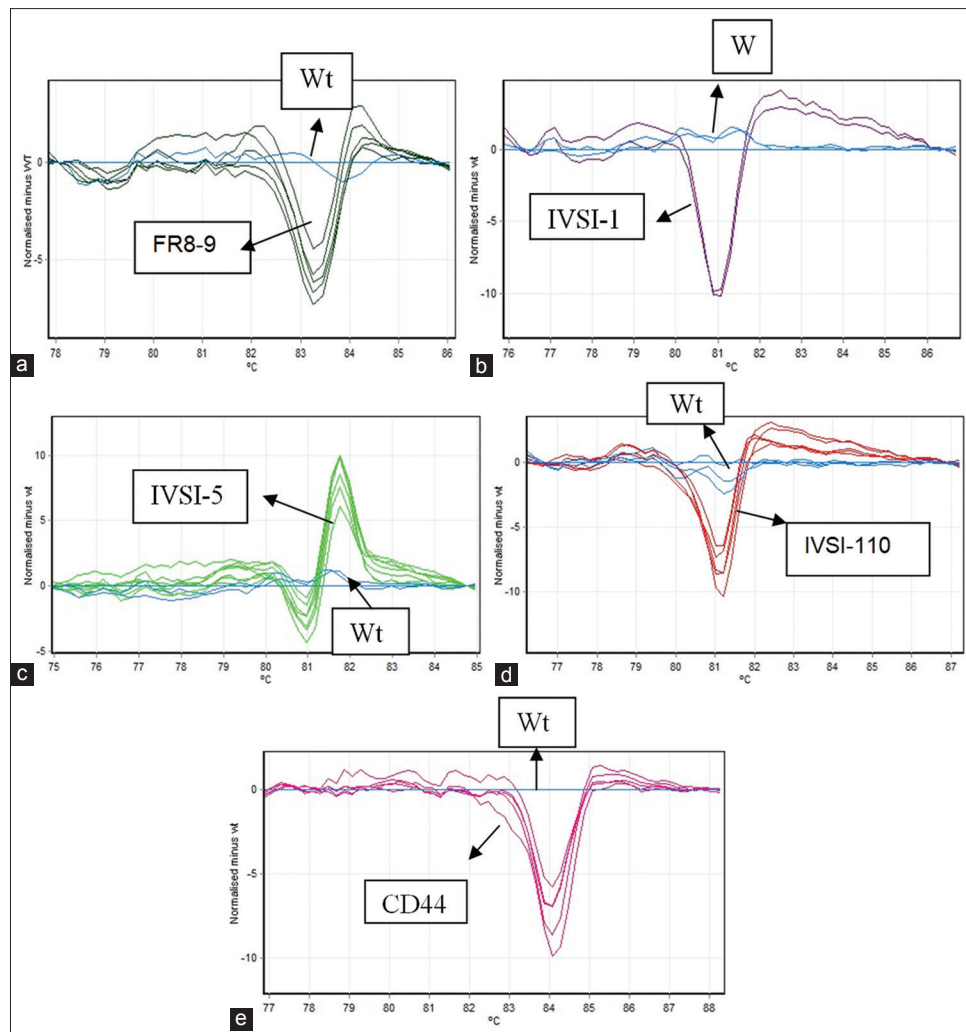 Wt
Normalised minus WT
0
-5
FR8-9
78 79 80 81 82 83 84 85 86
ºC
a
W
Normalised minus wt
0
-5
-10
IVSI-1
76 77 78 79 80 81 82 83 84 85 86
ºC
b
Normalised minus wt
10
5
0
-5
IVSI-5
Wt
75 76 77 78 79 80 81 82 83 84 85
ºC
c
Wt
Normalised minus wt
0
-5
-10
IVSI-110
77 78 79 80 81 82 83 84 85 86 87
ºC
d
Wt
Normalised minus wt
0
-5
-10
CD44
77 78 79 80 81 82 83 84 85 86 87 88
ºC
e